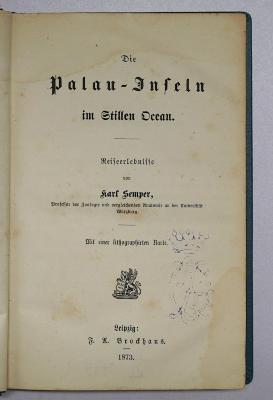 Die
Palau-Inseln
im Stillen Ocean.
Reiseerlebnisse
von
Karl Semper,
Professor der Zoologie und vergleichenden Anatomie an der Universität
Würzburg.
Mit einer lithographirten Karte.
Leipzig:
F. A. Brockhaus.
1873.